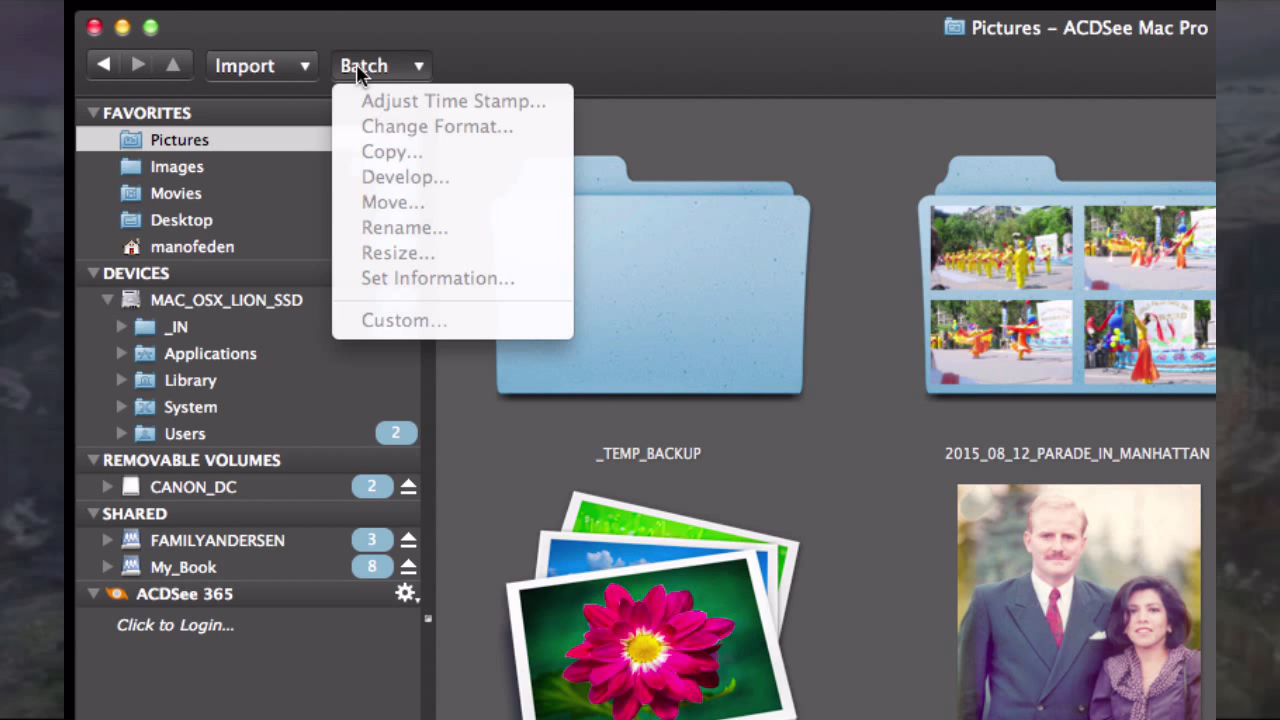 Pictures – ACDSee Mac Pro
Import
Batch
Adjust Time Stamp...
Change Format...
Copy...
Develop...
Move...
Rename...
Resize...
Set Information...
Custom...
FAVORITES
Pictures
Images
Movies
Desktop
manofeden
DEVICES
MAC_OSX_LION_SSD
_IN
Applications
Library
System
Users 2
REMOVABLE VOLUMES
CANON_DC 2
SHARED
FAMILYANDERSEN 3
My_Book 8
ACDSee 365
Click to Login...
_TEMP_BACKUP
2015_08_12_PARADE_IN_MANHATTAN